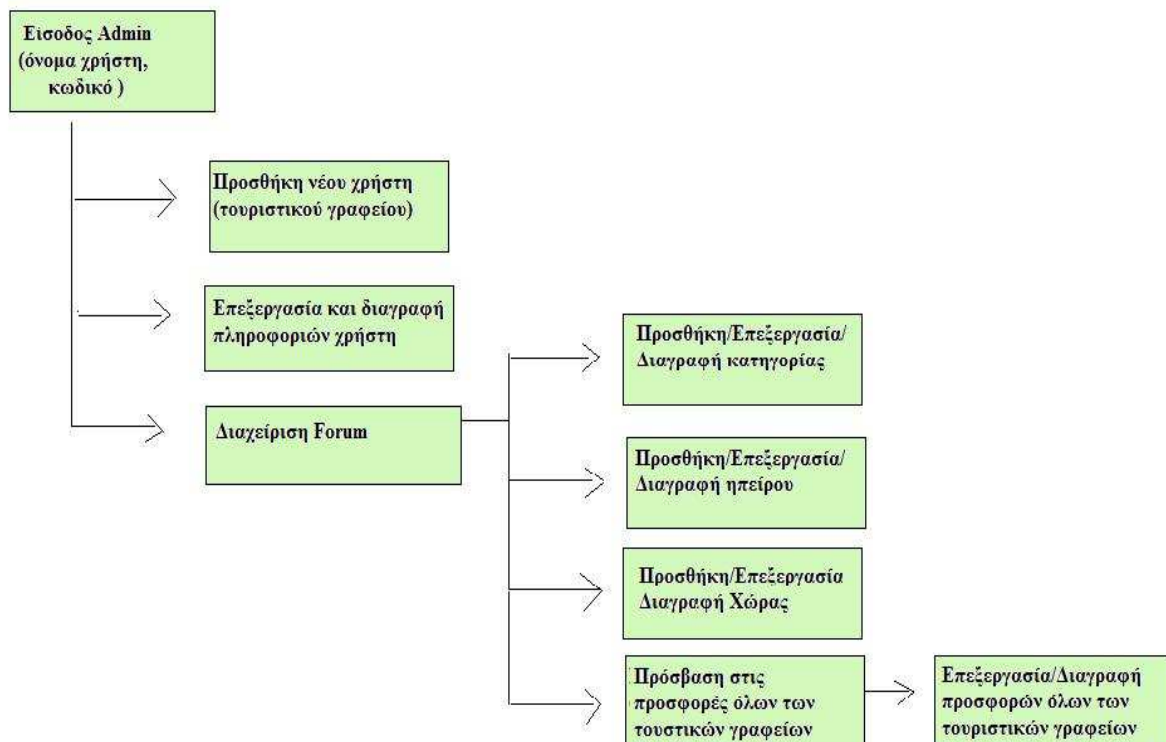 Είσοδος Admin
(όνομα χρήστη,
κωδικό )
Προσθήκη νέου χρήστη
(τουριστικού γραφείου)
Επεξεργασία και διαγραφή
πληροφοριών χρήστη
Διαχείριση Forum
Προσθήκη/Επεξεργασία/
Διαγραφή κατηγορίας
Προσθήκη/Επεξεργασία/
Διαγραφή ηπείρου
Προσθήκη/Επεξεργασία
Διαγραφή Χώρας
Πρόσβαση στις
προσφορές όλων των
τουστικών γραφείων
Επεξεργασία/Διαγραφή
προσφορών όλων των
τουριστικών γραφείων